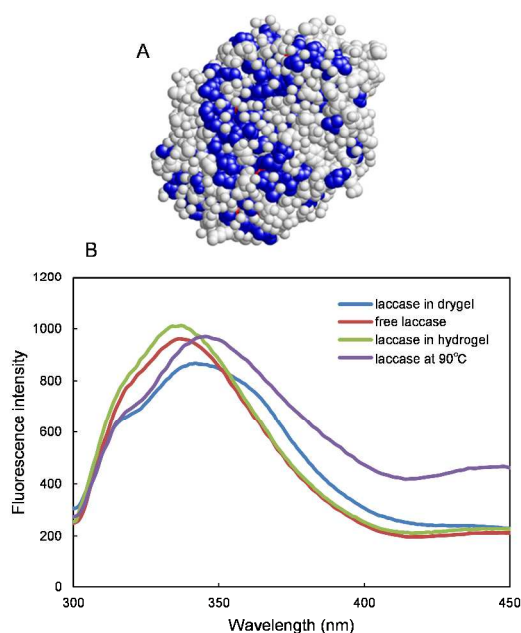 A
B
1200
1000
800
600
400
200
0
Fluorescence intensity
laccase in drygel
free laccase
laccase in hydrogel
laccase at 90°C
300
350
400
450
Wavelength (nm)